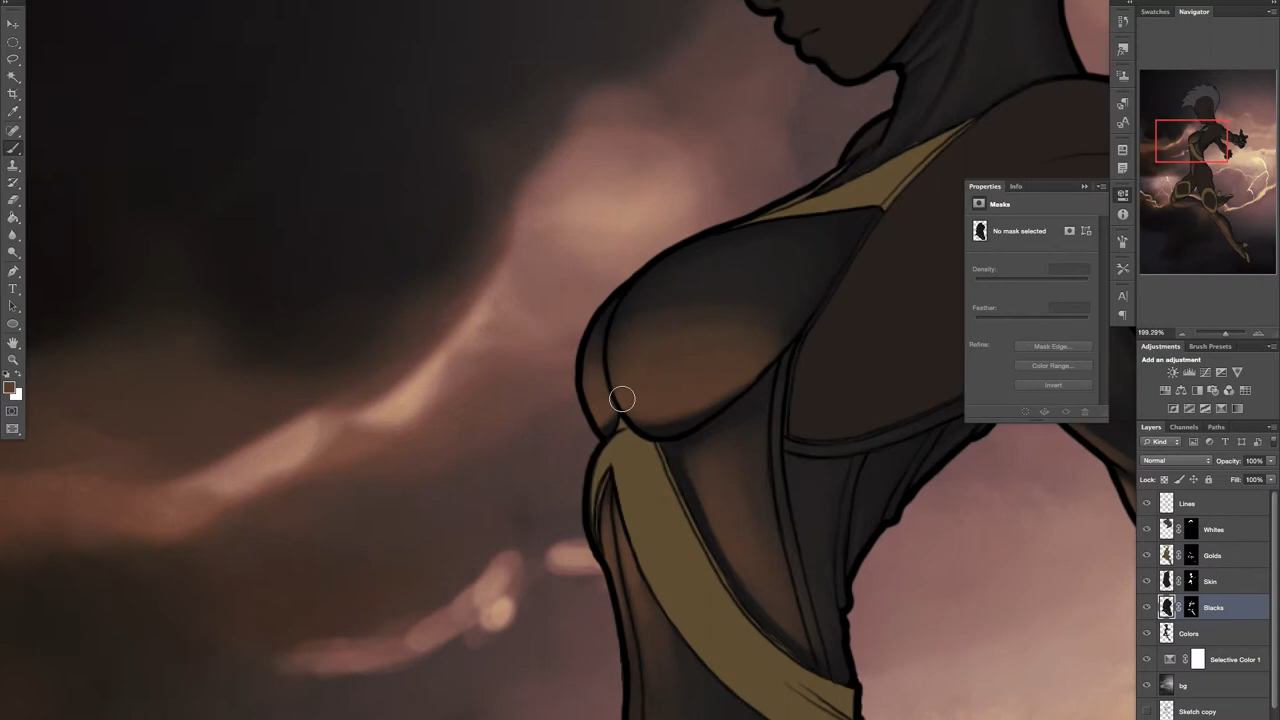 Swatches Navigator
199.29%
Properties Info
Masks
No mask selected
Density:
Feather:
Refine:
Mask Edge...
Color Range...
Invert
Adjustments Brush Presets
Add an adjustment
Layers Channels Paths
Kind
Normal Opacity: 100%
Lock: Fill: 100%
Lines
Whites
Golds
Skin
Blacks
Colors
Selective Color 1
bg
Sketch copy